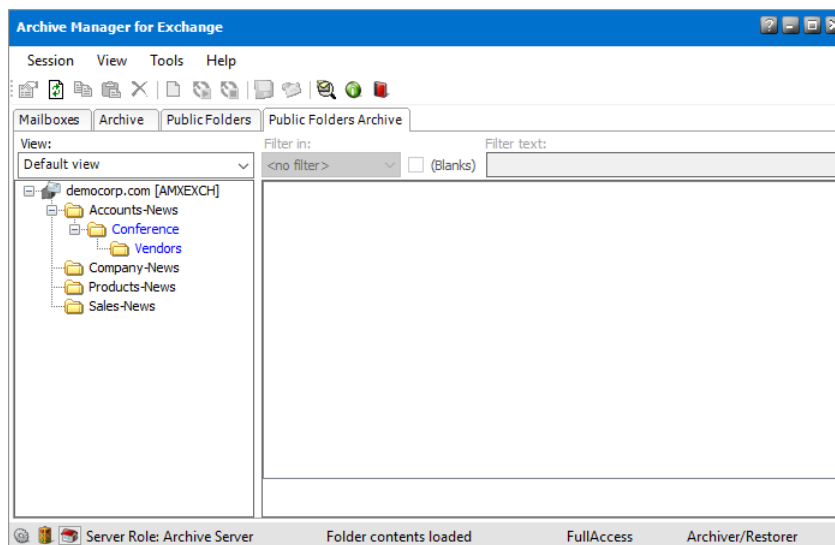 Archive Manager for Exchange
Session View Tools Help
Mailboxes Archive Public Folders Public Folders Archive
View: Filter in: Filter text:
Default view <no filter> (Blanks)
democorp.com [AMXEXCH]
Accounts-News
Conference
Vendors
Company-News
Products-News
Sales-News
Server Role: Archive Server Folder contents loaded FullAccess Archiver/Restorer